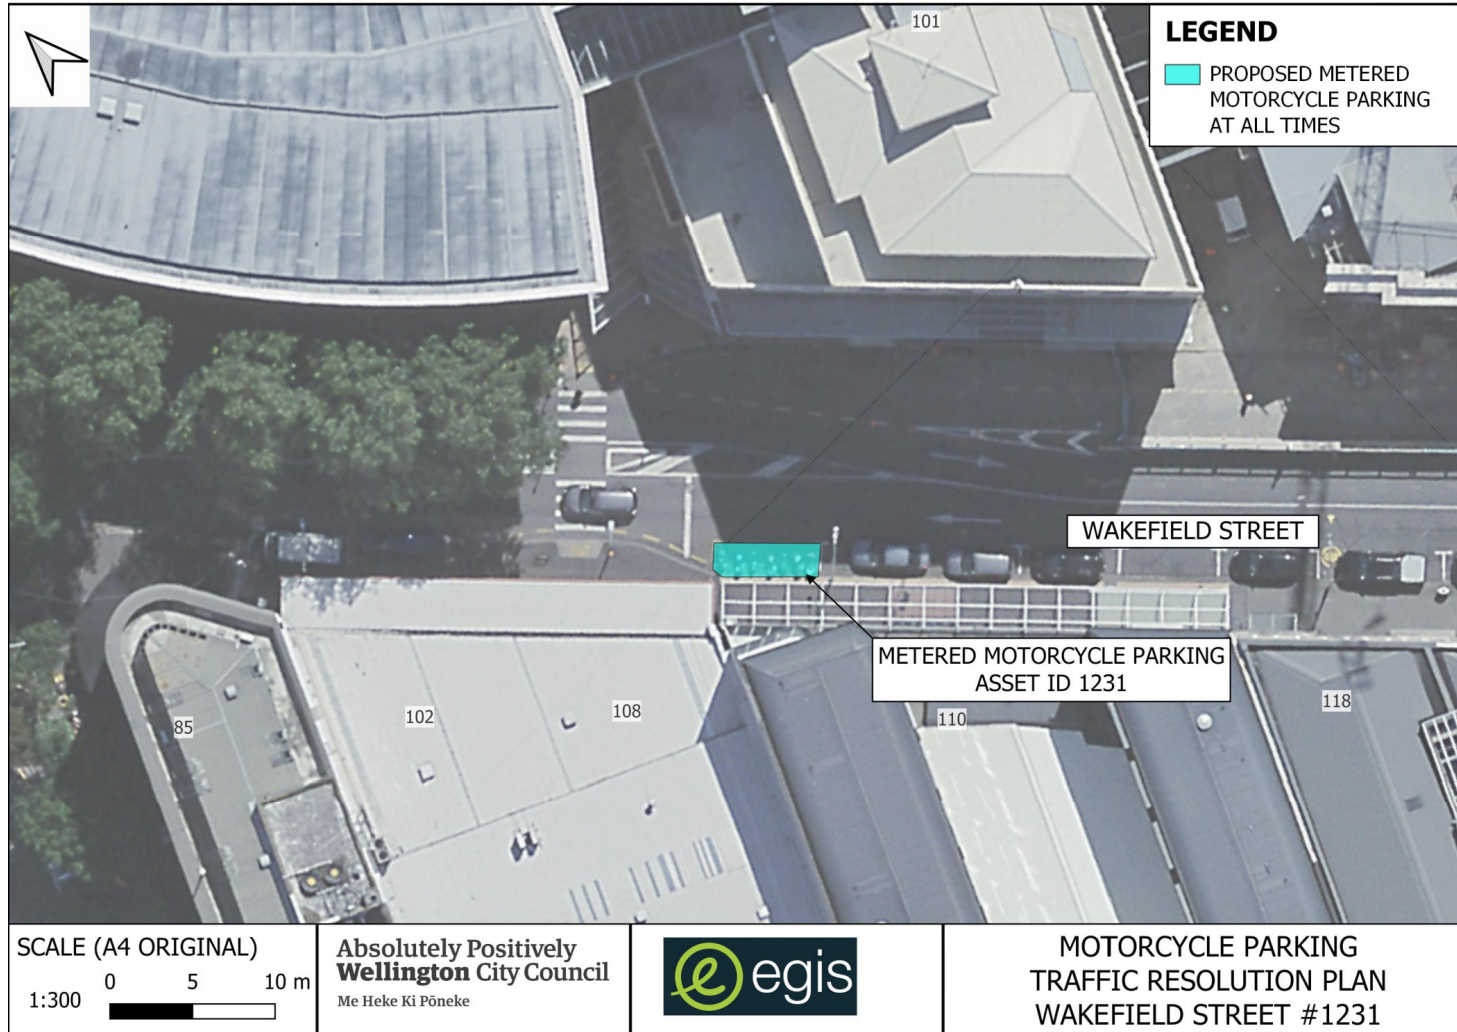 101
LEGEND
PROPOSED METERED
MOTORCYCLE PARKING
AT ALL TIMES
WAKEFIELD STREET
METERED MOTORCYCLE PARKING
ASSET ID 1231
85
102
108
110
118
SCALE (A4 ORIGINAL)
0 5 10 m
1:300
Absolutely Positively
Wellington City Council
Me Heke Ki Pōneke
e egis
MOTORCYCLE PARKING
TRAFFIC RESOLUTION PLAN
WAKEFIELD STREET #1231